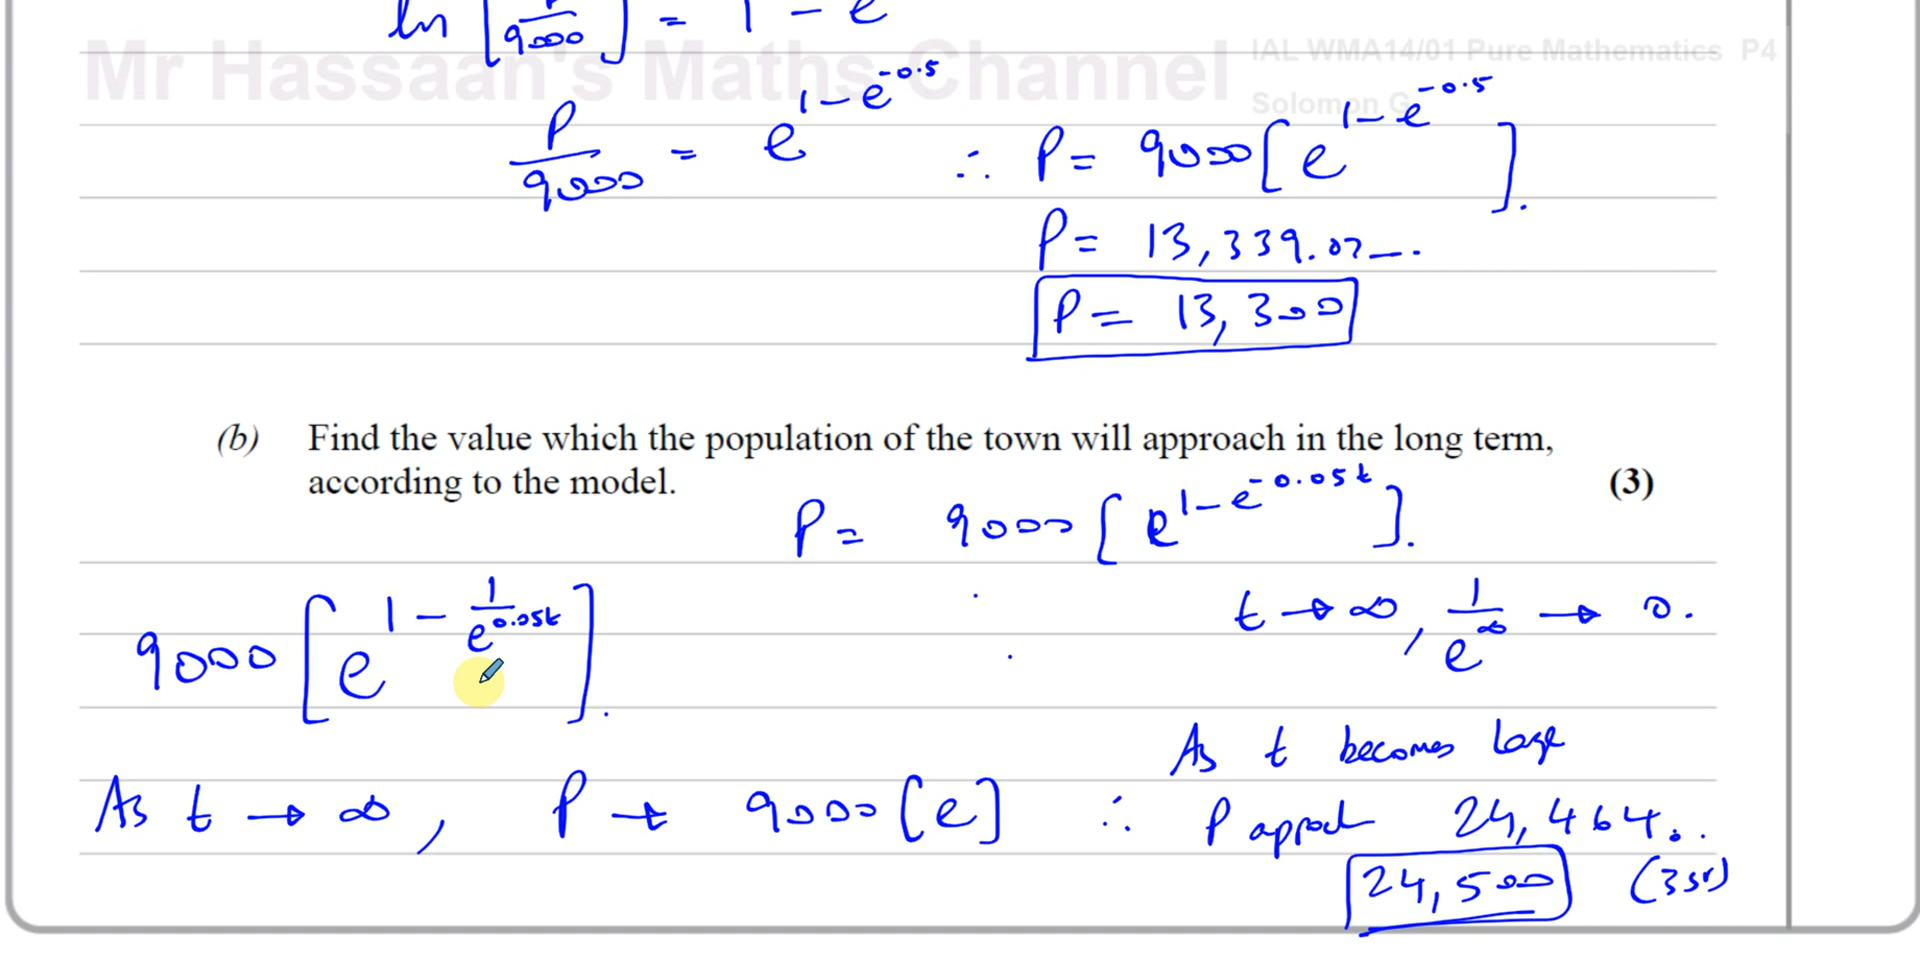 ln [P/9000] = 1 - e
Mr Hassaan's Maths Channel
IAL WMA14/01 Pure Mathematics P4
Solomon G
P/9000 = e^(1-e^(-0.5)) ∴ P = 9000[e^(1-e^(-0.5))].
P = 13,339.07....
P = 13,300
(b) Find the value which the population of the town will approach in the long term,
according to the model.
(3)
P = 9000[e^(1-e^(-0.05t))].
9000[e^(1 - 1/e^(0.05t))].
t → ∞, 1/e^∞ → 0.
As t becomes large
As t → ∞, P → 9000[e] ∴ P approach 24,464..
24,500 (3sf)